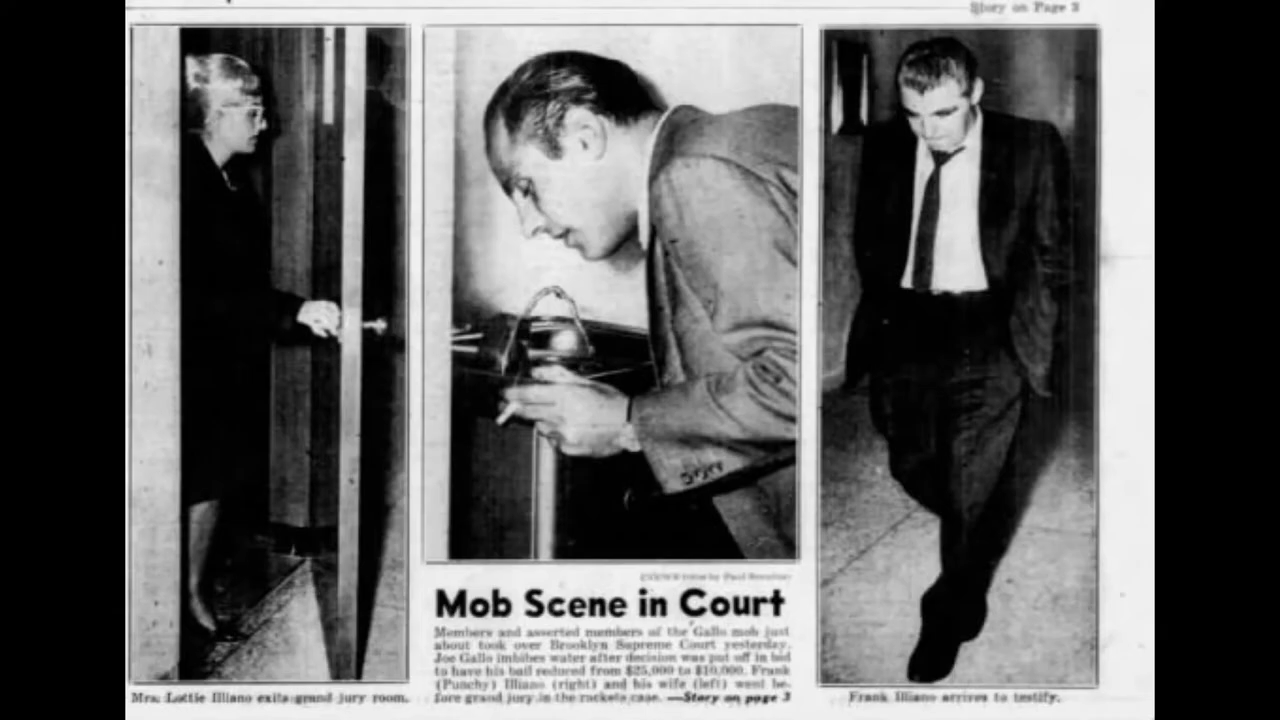 Story on Page 3
Mob Scene in Court
Members and asserted members of the Gallo mob just
about took over Brooklyn Supreme Court yesterday.
Joe Gallo imbibes water after decision was put off in bid
to have his bail reduced from $25,000 to $10,000. Frank
(Punchy) Illiano (right) and his wife (left) went be-
fore grand jury in the rackets case. —Story on page 3
Mrs. Lottie Illiano exits grand jury room.
Frank Illiano arrives to testify.